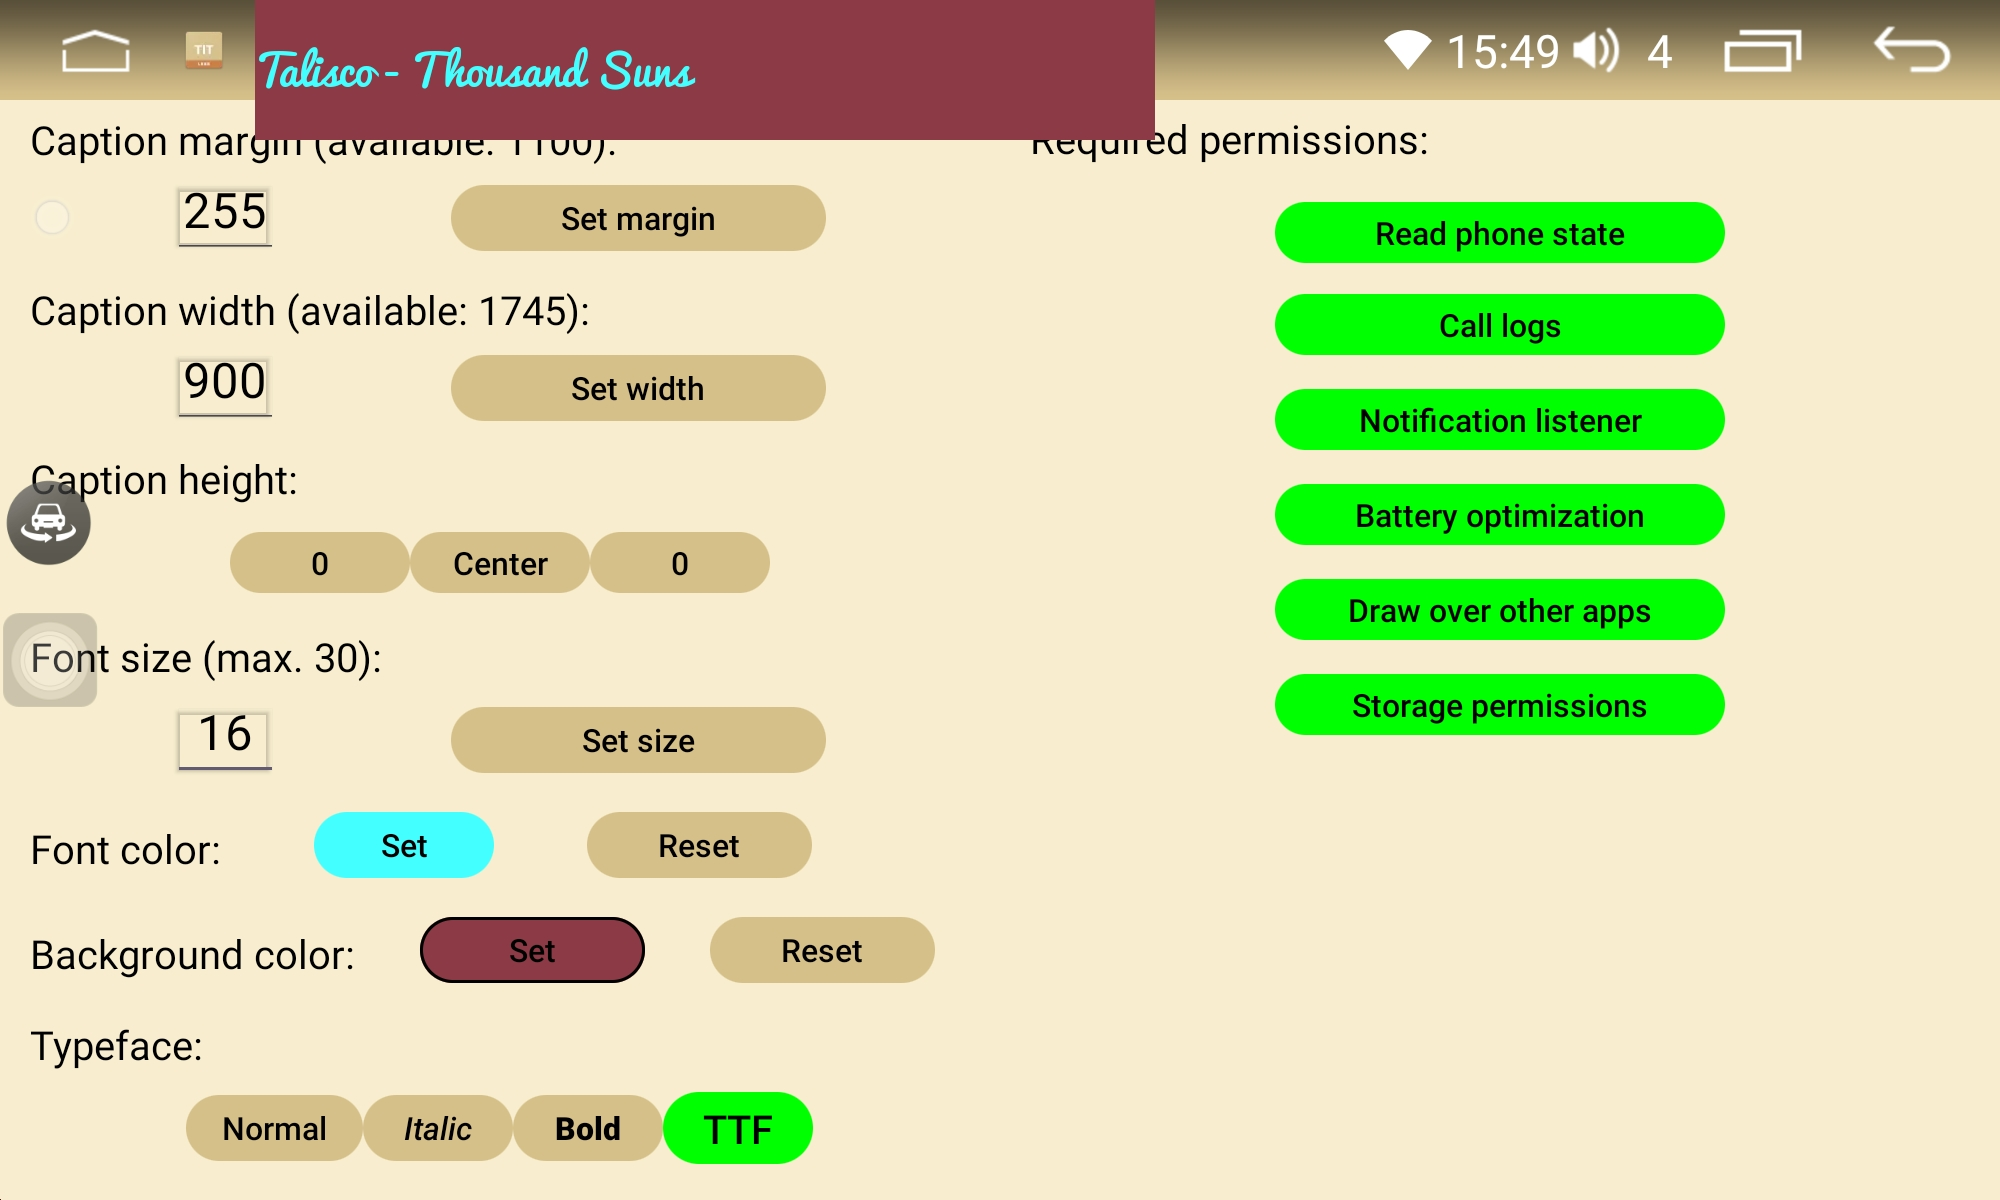 TIT
Talisco - Thousand Suns
15:49
4
Caption margin (available: 1100):
255
Set margin
Caption width (available: 1745):
900
Set width
Caption height:
0
Center
0
Font size (max. 30):
16
Set size
Font color:
Set
Reset
Background color:
Set
Reset
Typeface:
Normal
Italic
Bold
TTF
Required permissions:
Read phone state
Call logs
Notification listener
Battery optimization
Draw over other apps
Storage permissions